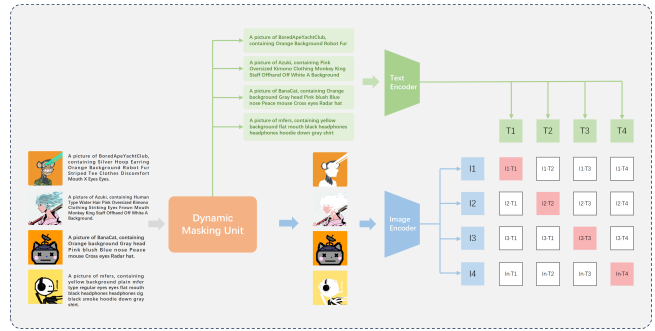 A picture of BoredApeYachtClub,
containing Orange Background Robot Fur
A picture of Azuki, containing Pink
Oversized Kimono Clothing Monkey King
Staff Offhand Off White A Background
A picture of BanaCat, containing Orange
background Gray head Pink blush Blue
nose Peace mouse Cross eyes Radar hat
A picture of mfers, containing yellow
background flat mouth black headphones
headphones hoodie down gray shirt
Text
Encoder
T1
T2
T3
T4
A picture of BoredApeYachtClub,
containing Silver Hoop Earring
Orange Background Robot Fur
Striped Tee Clothes Discomfort
Mouth X Eyes Eyes.
A picture of Azuki, containing Human
Type Water Hair Pink Oversized Kimono
Clothing Striking Eyes Frown Mouth
Monkey King Staff Offhand Off White A
Background.
A picture of BanaCat, containing
Orange background Gray head
Pink blush Blue nose Peace
mouse Cross eyes Radar hat.
A picture of mfers, containing
yellow background plain mfer
type regular eyes eyes flat mouth
black headphones headphones cig
black smoke hoodie down gray
shirt.
Dynamic
Masking Unit
Image
Encoder
I1
I1·T1
I1·T2
I1·T3
I1·T4
I2
I2·T1
I2·T2
I2·T3
I2·T4
I3
I3·T1
I3·T1
I3·T3
I3·T4
I4
In·T1
In·T2
In·T3
In·T4